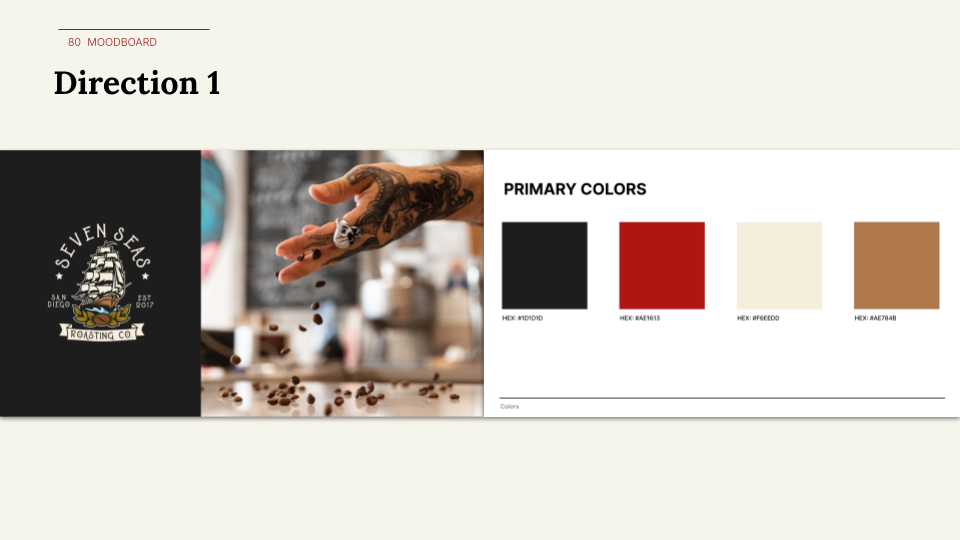 80 MOODBOARD
Direction 1
SEVEN SEAS
SAN DIEGO
EST 2017
ROASTING CO
PRIMARY COLORS
HEX: #1D1D1D
HEX: #AE1613
HEX: #F6EEDD
HEX: #AE784B
Colors